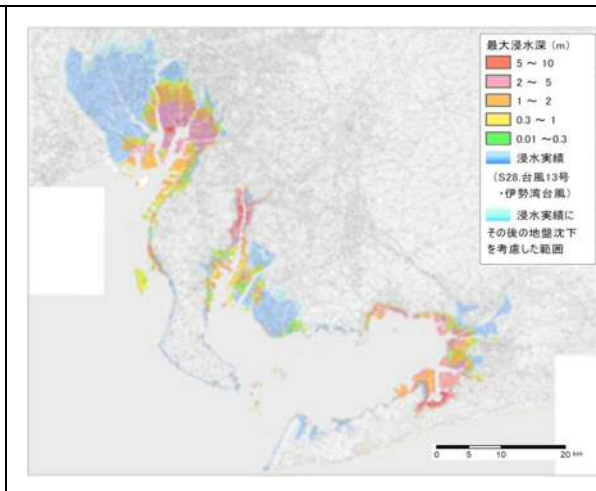 最大浸水深 (m)
5 ～ 10
2 ～ 5
1 ～ 2
0.3 ～ 1
0.01 ～0.3
浸水実績
(S28.台風13号
・伊勢湾台風)
浸水実績に
その後の地盤沈下
を考慮した範囲
0 5 10 20 km